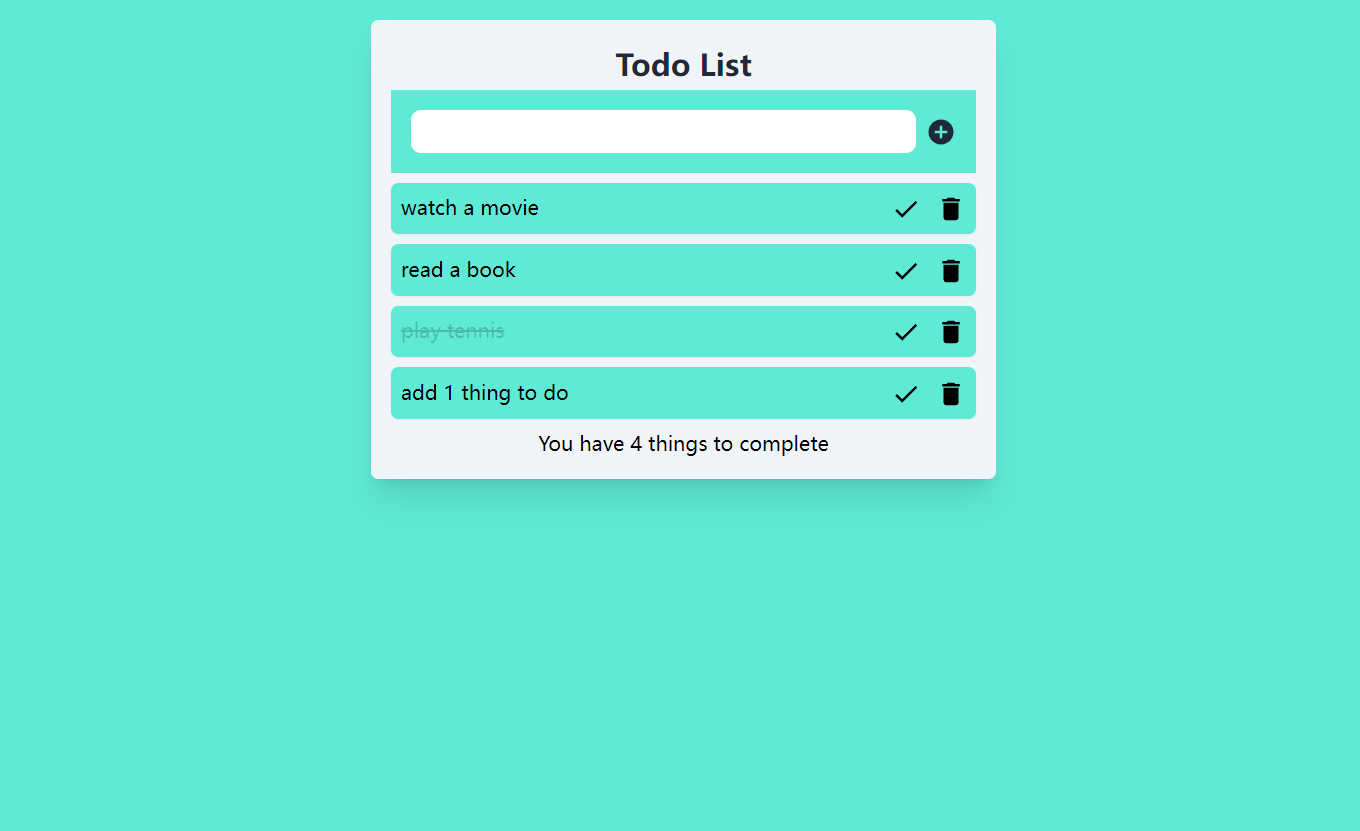 Todo List
watch a movie
read a book
play tennis
add 1 thing to do
You have 4 things to complete